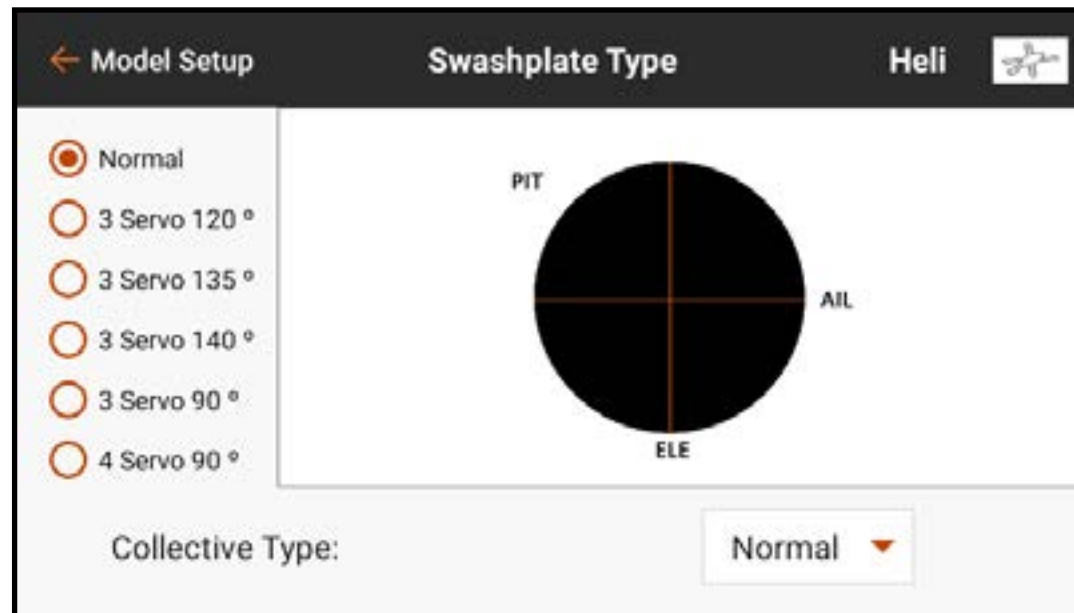 Model Setup Swashplate Type Heli
Normal
3 Servo 120 º
3 Servo 135 º
3 Servo 140 º
3 Servo 90 º
4 Servo 90 º
PIT
AIL
ELE
Collective Type: Normal